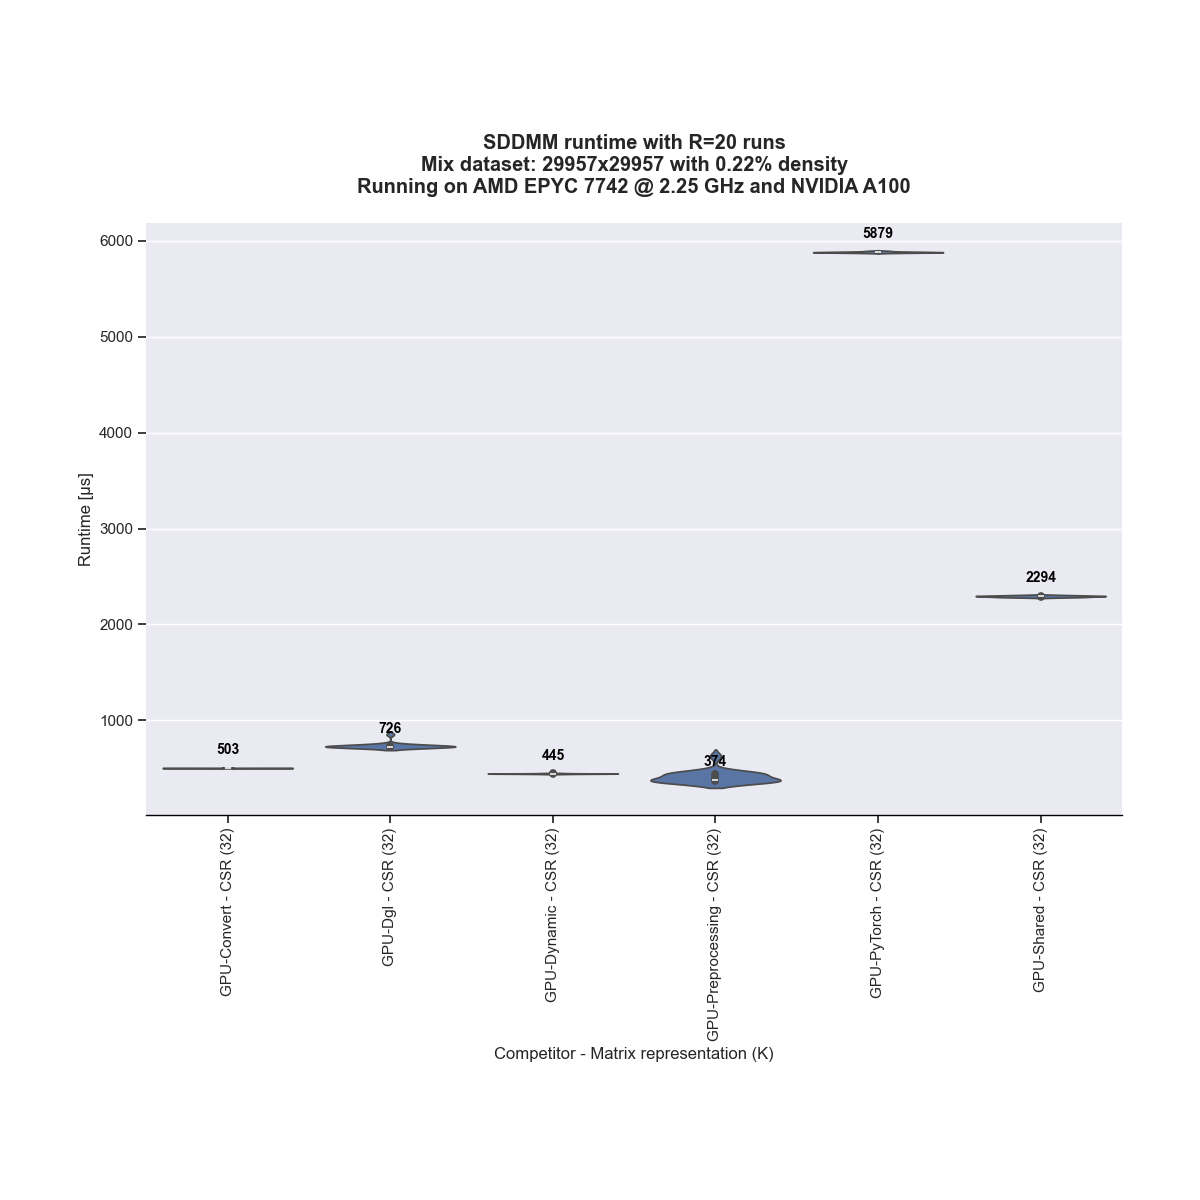 SDDMM runtime with R=20 runs
Mix dataset: 29957x29957 with 0.22% density
Running on AMD EPYC 7742 @ 2.25 GHz and NVIDIA A100
Runtime [µs]
6000
5000
4000
3000
2000
1000
503
726
445
374
5879
2294
GPU-Convert - CSR (32)
GPU-Dgl - CSR (32)
GPU-Dynamic - CSR (32)
GPU-Preprocessing - CSR (32)
GPU-PyTorch - CSR (32)
GPU-Shared - CSR (32)
Competitor - Matrix representation (K)